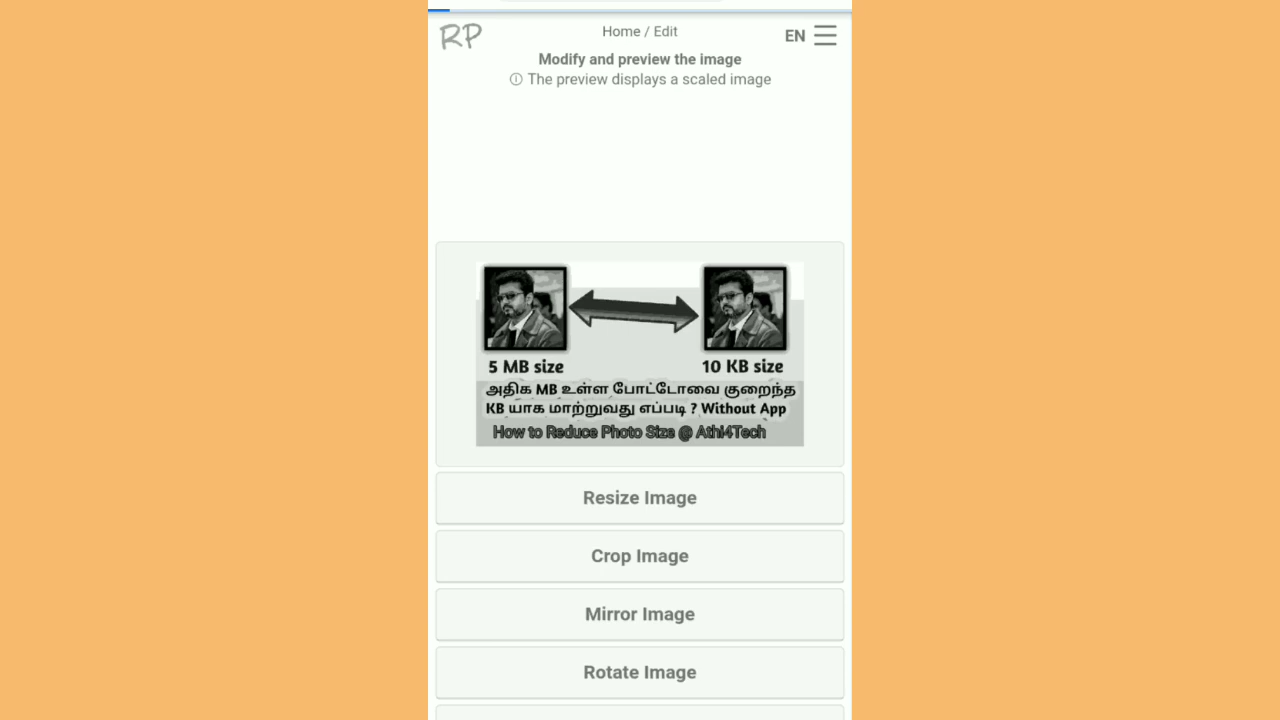 RP
Home / Edit
EN
Modify and preview the image
The preview displays a scaled image
5 MB size
10 KB size
அதிக MB உள்ள போட்டோவை குறைந்த
KB யாக மாற்றுவது எப்படி ? Without App
How to Reduce Photo Size @ Athi4Tech
Resize Image
Crop Image
Mirror Image
Rotate Image